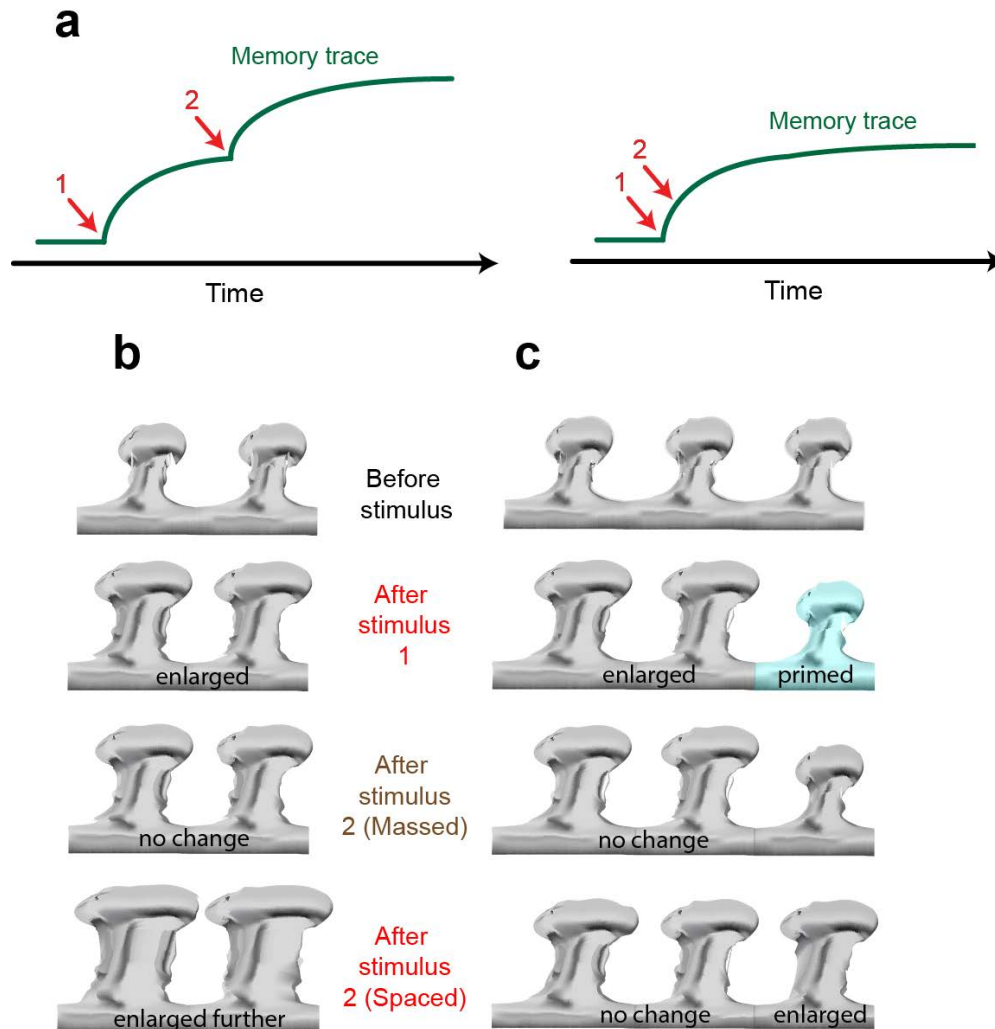 a
Memory trace
2
1
Time
Memory trace
2
1
Time
b
c
Before
stimulus
After
stimulus
1
enlarged
enlarged
primed
After
stimulus
2 (Massed)
no change
no change
After
stimulus
2 (Spaced)
enlarged further
no change
enlarged